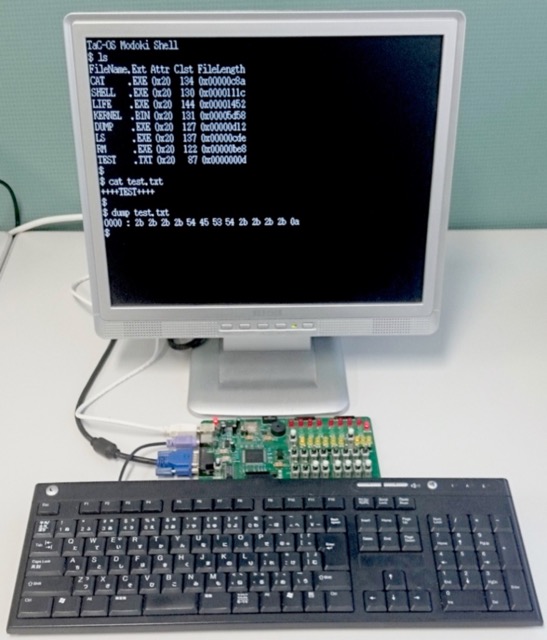 TaC-OS Modoki Shell
$ ls
FileName.Ext Attr Clst FileLength
CAT     .EXE 0x20  134 0x00000c8a
SHELL   .EXE 0x20  130 0x0000111c
LIFE    .EXE 0x20  144 0x00001452
KERNEL  .BIN 0x20  131 0x00005d58
DUMP    .EXE 0x20  127 0x00000d12
LS      .EXE 0x20  137 0x00000cde
RM      .EXE 0x20  122 0x00000be8
TEST    .TXT 0x20   87 0x0000000d
$
$ cat test.txt
++++TEST++++
$
$ dump test.txt
0000 : 2b 2b 2b 2b 54 45 53 54 2b 2b 2b 2b 0a
$
Q W E R T Y U I O P
A S D F G H J K L
Z X C V B N M